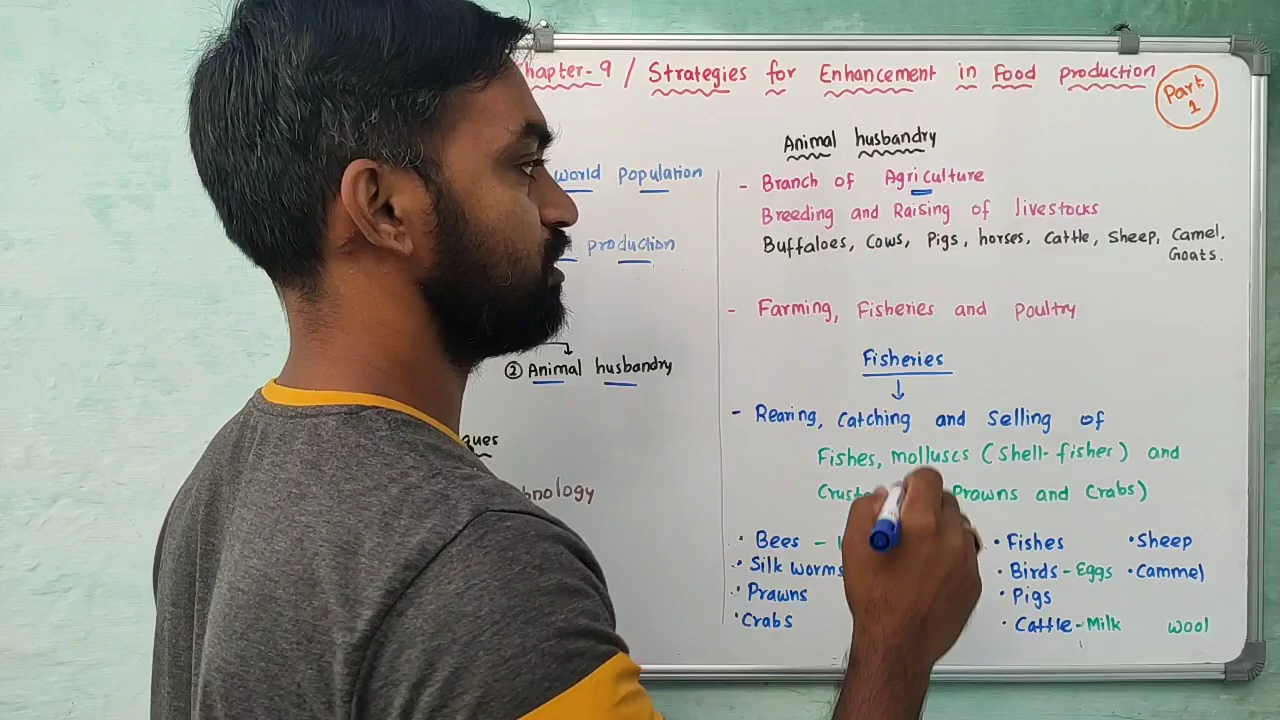 hapter-9 / Strategies for Enhancement in Food production
Part 1
world population
production
② Animal husbandry
ques
nology
Animal husbandry
- Branch of Agriculture
Breeding and Raising of livestocks
Buffaloes, Cows, Pigs, horses, Cattle, Sheep, Camel.
Goats.
- Farming, Fisheries and poultry
Fisheries
- Rearing, Catching and Selling of
Fishes, molluscs (Shell-fisher) and
Crust Prawns and Crabs)
· Bees -
· Silk worms
· Prawns
· Crabs
· Fishes
· Birds - Eggs
· Pigs
· Cattle - Milk
· Sheep
· Cammel
wool